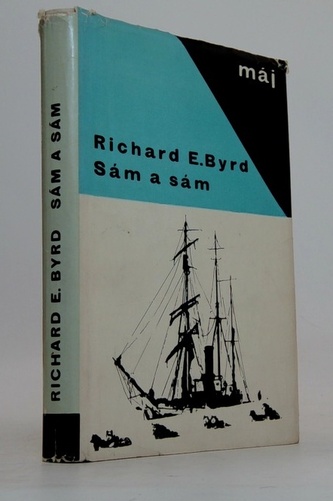 máj
Richard E. Byrd
Sám a sám
RICHARD E. BYRD SÁM A SÁM